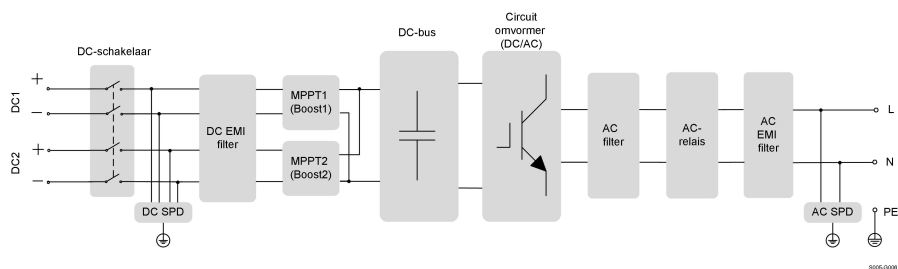 Circuit
omvormer
(DC/AC)
DC-bus
DC-schakelaar
DC1
+
−
DC2
+
−
DC EMI
filter
MPPT1
(Boost1)
MPPT2
(Boost2)
AC
filter
AC-
relais
AC
EMI
filter
L
N
PE
DC SPD
AC SPD
S005-G006